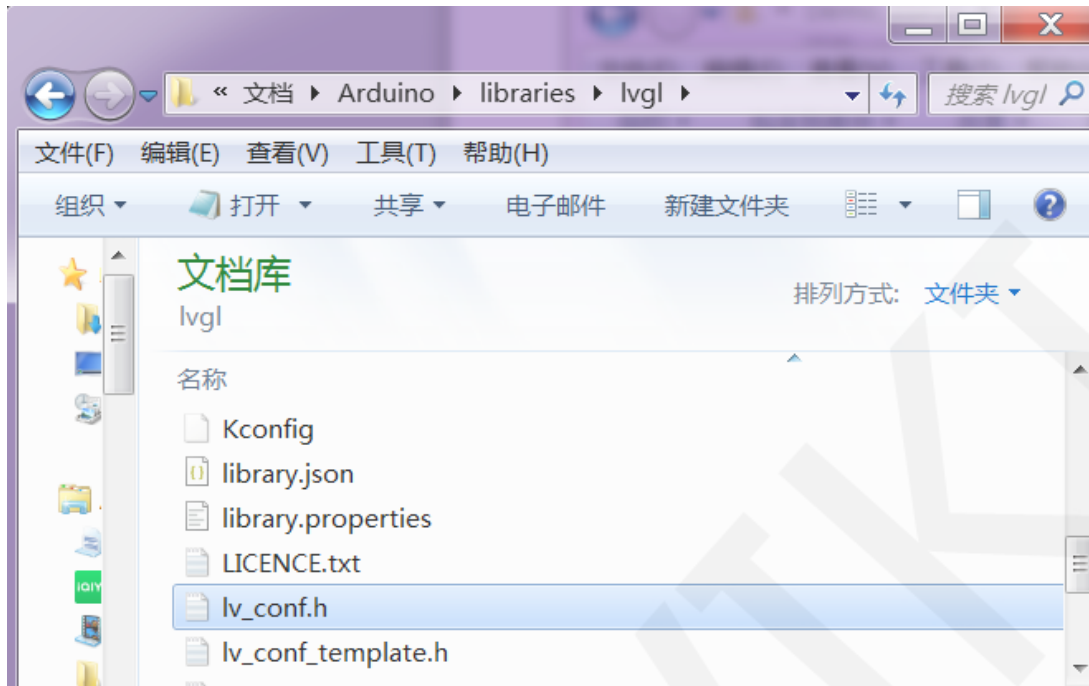 « 文档 ▸ Arduino ▸ libraries ▸ lvgl ▸
搜索 lvgl
文件(F) 编辑(E) 查看(V) 工具(T) 帮助(H)
组织 打开 共享 电子邮件 新建文件夹
文档库
lvgl
排列方式: 文件夹
名称
Kconfig
library.json
library.properties
LICENCE.txt
lv_conf.h
lv_conf_template.h